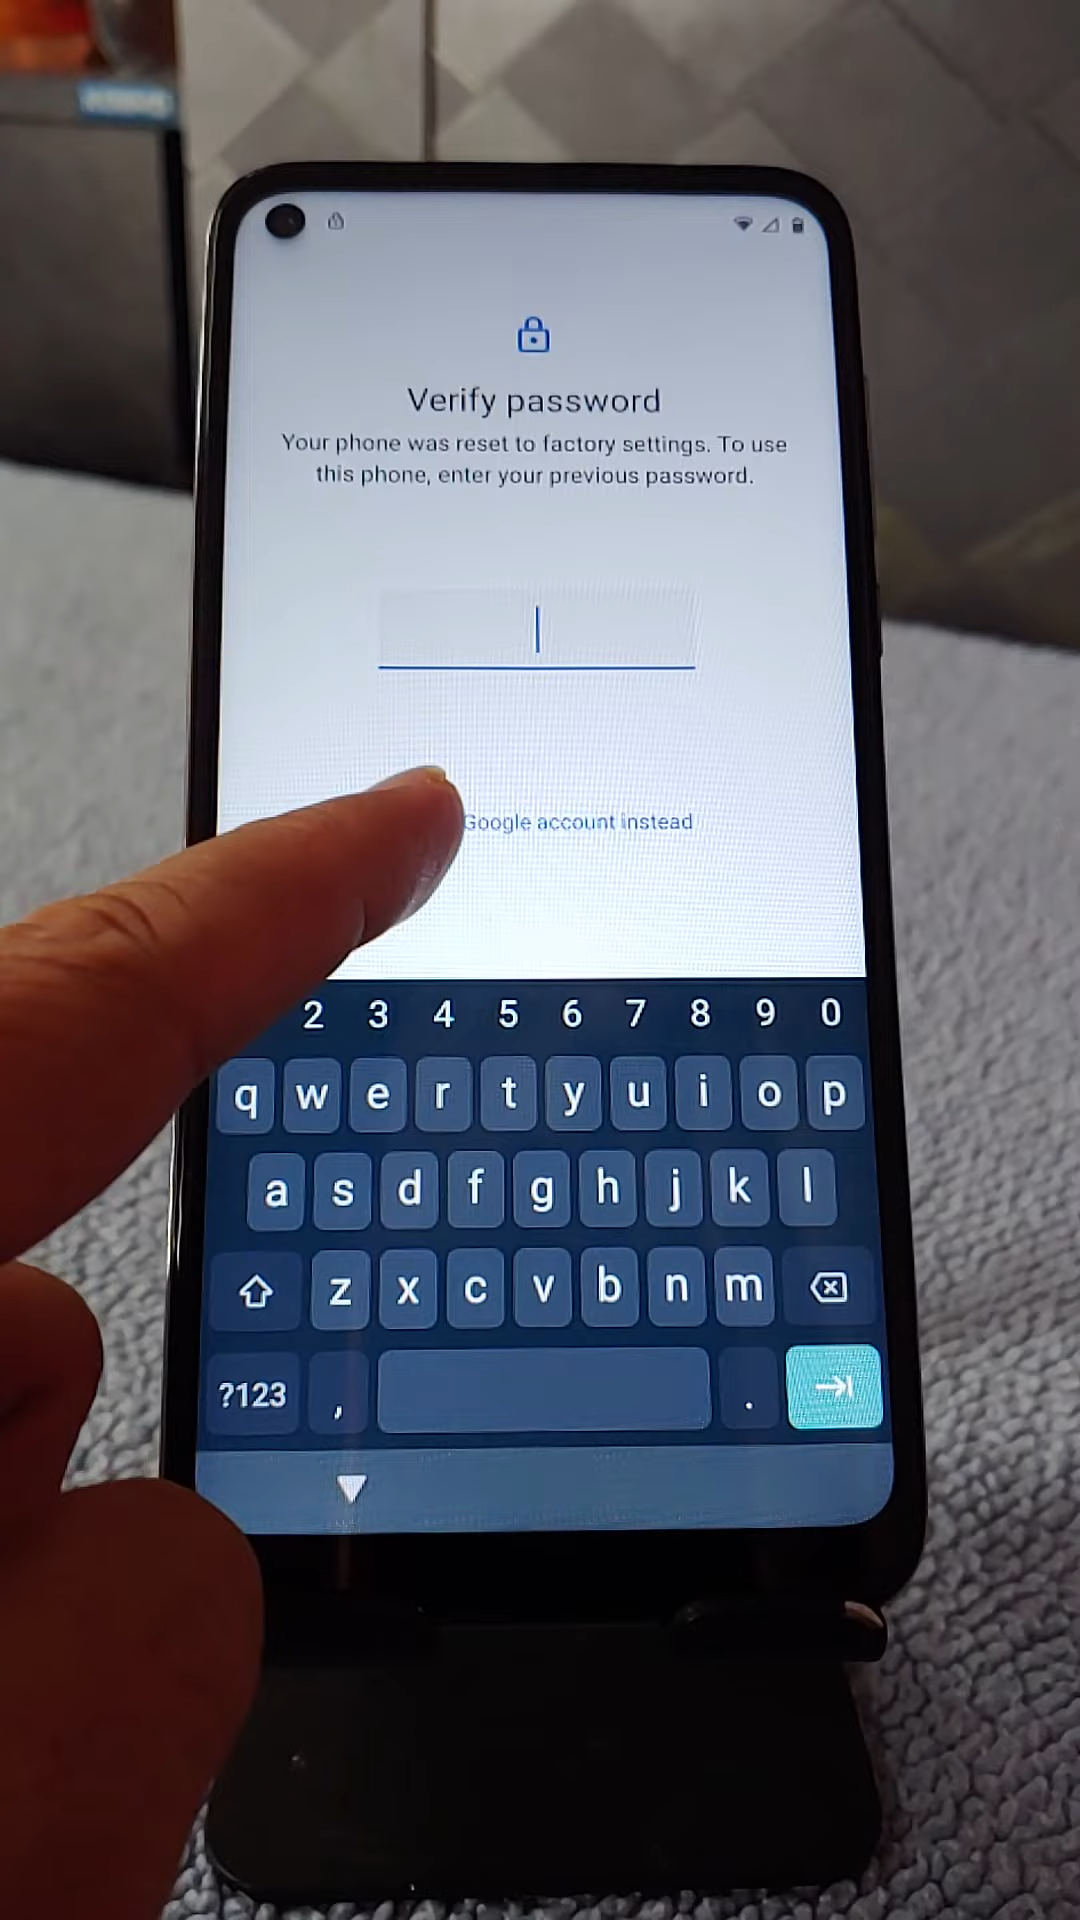 Verify password
Your phone was reset to factory settings. To use
this phone, enter your previous password.
Google account instead
2 3 4 5 6 7 8 9 0
q w e r t y u i o p
a s d f g h j k l
z x c v b n m
?123 , .